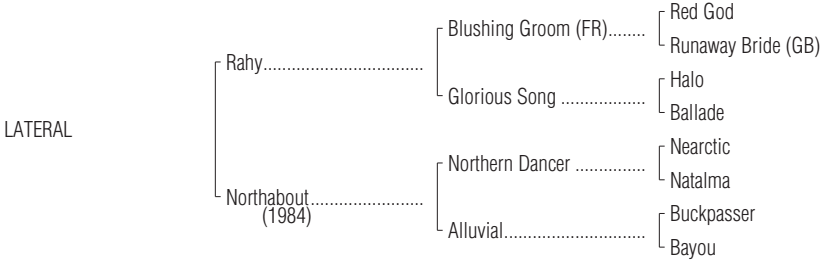 Red God
Blushing Groom (FR)........
Runaway Bride (GB)
Rahy..................................
Halo
Glorious Song ..................
Ballade
LATERAL
Nearctic
Northern Dancer ...............
Natalma
Northabout........................
(1984)
Buckpasser
Alluvial..............................
Bayou